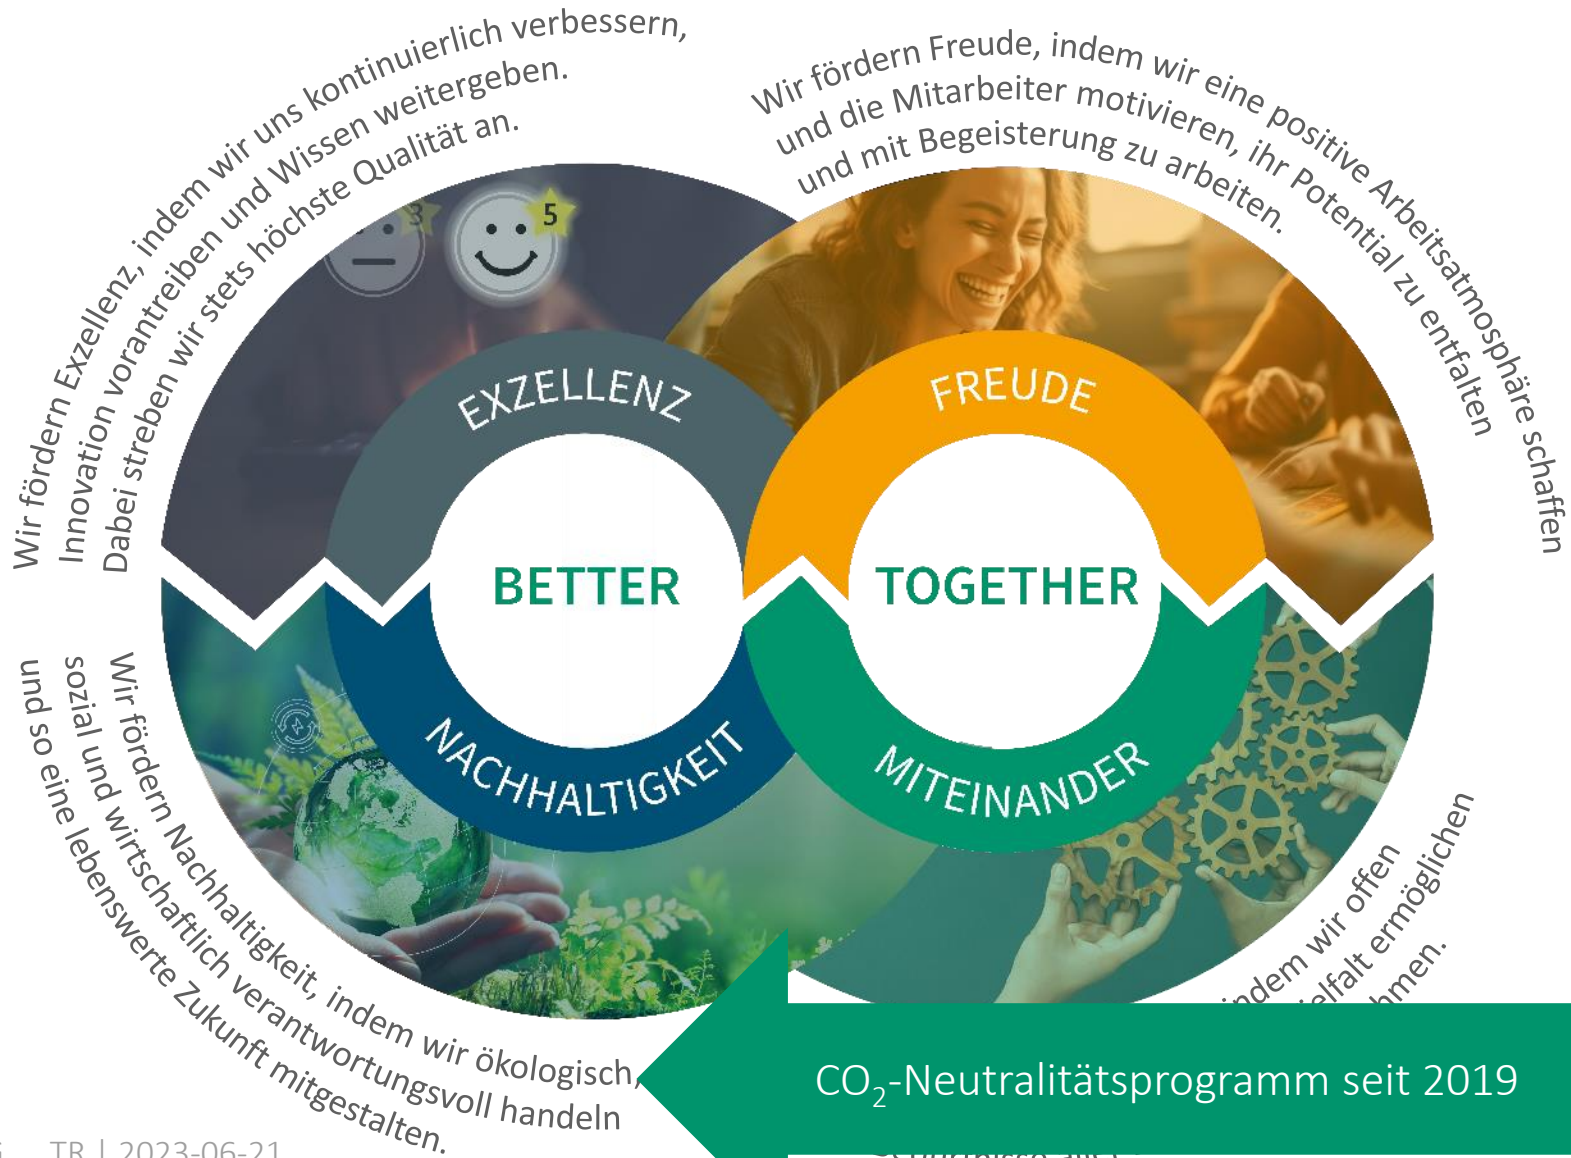 Wir fördern Exzellenz, indem wir uns kontinuierlich verbessern,
Innovation vorantreiben und Wissen weitergeben.
Dabei streben wir stets höchste Qualität an.
Wir fördern Freude, indem wir eine positive Arbeitsatmosphäre schaffen
und die Mitarbeiter motivieren, ihr Potential zu entfalten
und mit Begeisterung zu arbeiten.
3
5
EXZELLENZ
FREUDE
BETTER
TOGETHER
NACHHALTIGKEIT
MITEINANDER
Wir fördern Nachhaltigkeit, indem wir ökologisch,
sozial und wirtschaftlich verantwortungsvoll handeln
und so eine lebenswerte Zukunft mitgestalten.
indem wir offen
ielfalt ermöglichen
hmen.
CO₂-Neutralitätsprogramm seit 2019
TR | 2023-06-21